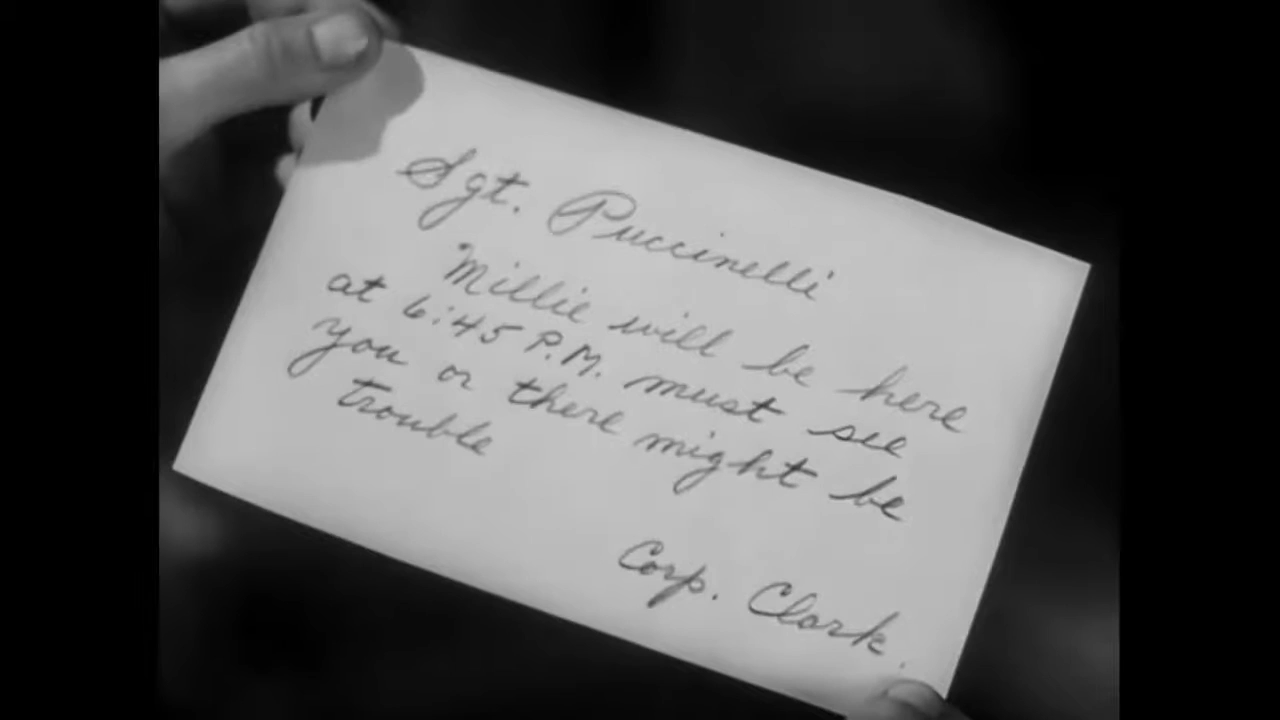 Sgt. Puccinelli
Millie will be here
at 6:45 P.M. must see
you or there might be
trouble
Corp. Clark.